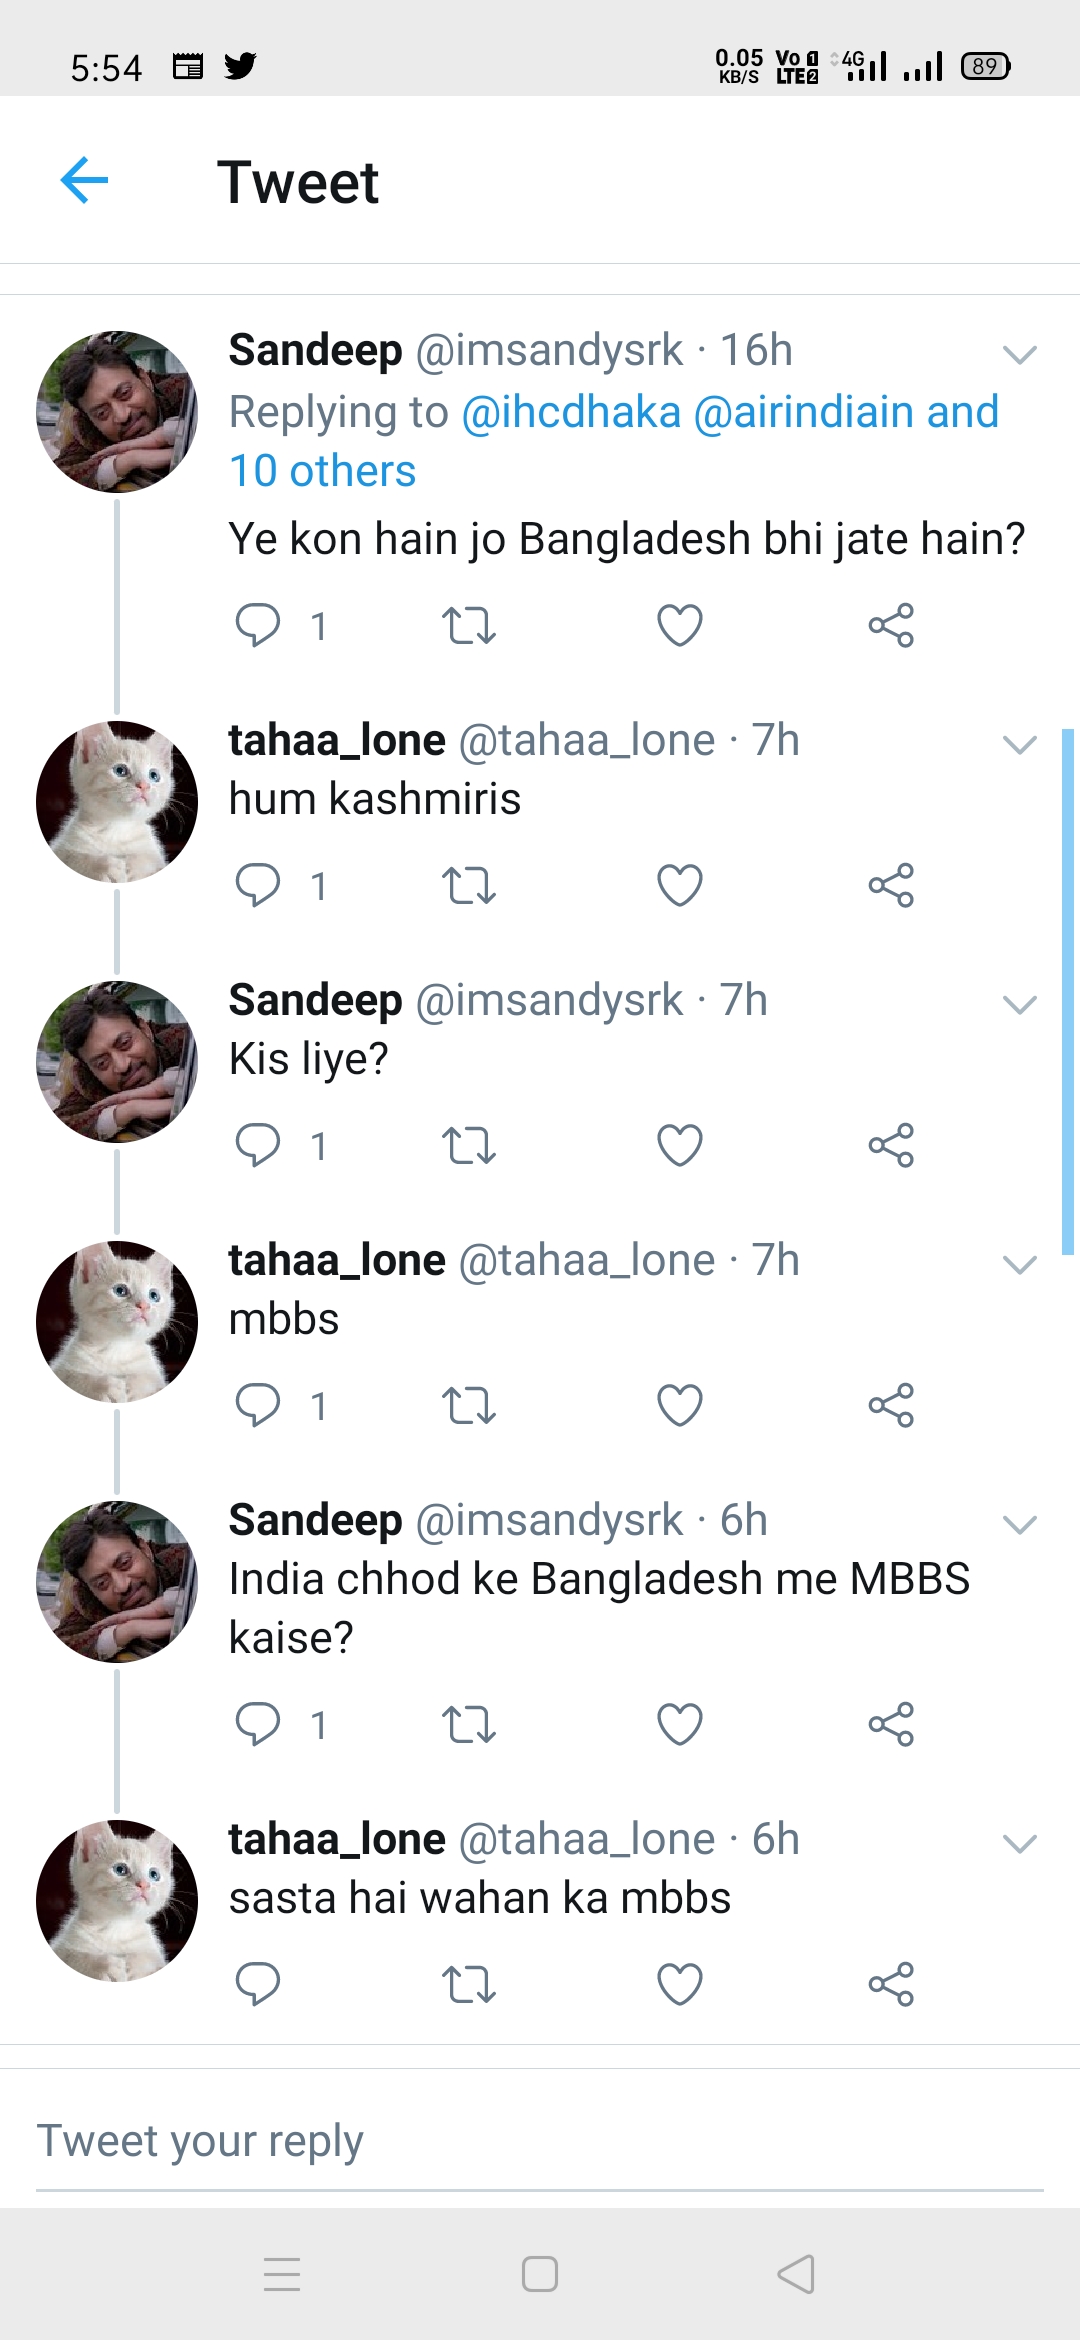 5:54
0.05 KB/S Vo LTE 1 2 4G 89
Tweet
Sandeep @imsandysrk · 16h
Replying to @ihcdhaka @airindiain and
10 others
Ye kon hain jo Bangladesh bhi jate hain?
1
tahaa_lone @tahaa_lone · 7h
hum kashmiris
1
Sandeep @imsandysrk · 7h
Kis liye?
1
tahaa_lone @tahaa_lone · 7h
mbbs
1
Sandeep @imsandysrk · 6h
India chhod ke Bangladesh me MBBS
kaise?
1
tahaa_lone @tahaa_lone · 6h
sasta hai wahan ka mbbs
Tweet your reply